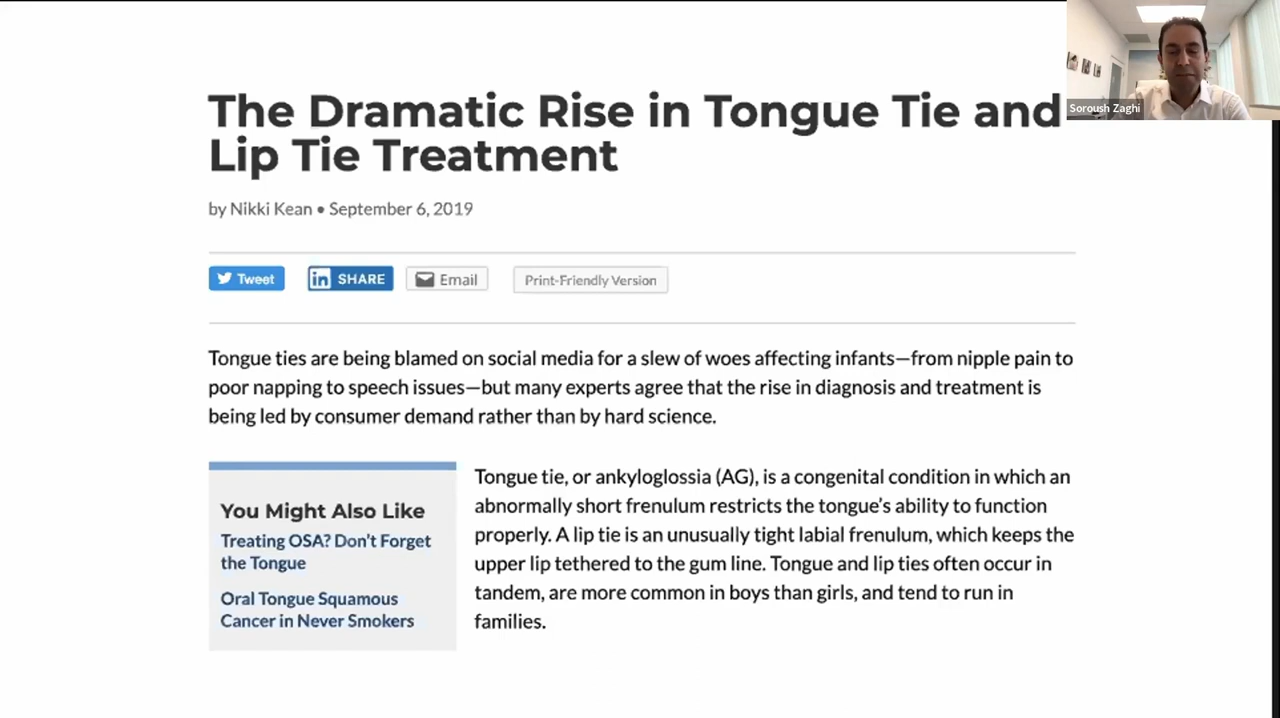 The Dramatic Rise in Tongue Tie and
Lip Tie Treatment
Soroush Zaghi
by Nikki Kean • September 6, 2019
Tweet
in SHARE
Email
Print-Friendly Version
Tongue ties are being blamed on social media for a slew of woes affecting infants—from nipple pain to
poor napping to speech issues—but many experts agree that the rise in diagnosis and treatment is
being led by consumer demand rather than by hard science.
You Might Also Like
Treating OSA? Don't Forget
the Tongue
Oral Tongue Squamous
Cancer in Never Smokers
Tongue tie, or ankyloglossia (AG), is a congenital condition in which an
abnormally short frenulum restricts the tongue's ability to function
properly. A lip tie is an unusually tight labial frenulum, which keeps the
upper lip tethered to the gum line. Tongue and lip ties often occur in
tandem, are more common in boys than girls, and tend to run in
families.